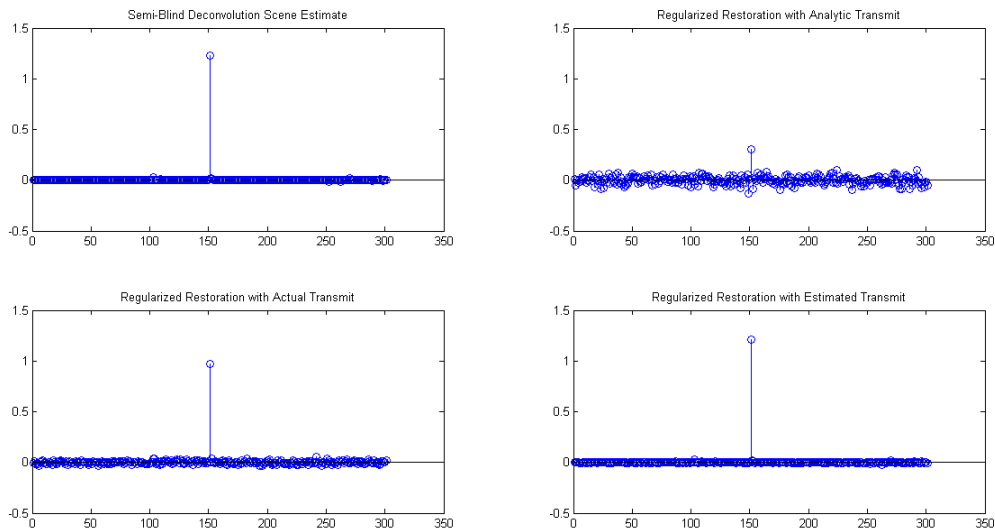 Semi-Blind Deconvolution Scene Estimate
1.5
1
0.5
0
-0.5
0 50 100 150 200 250 300 350
Regularized Restoration with Analytic Transmit
1.5
1
0.5
0
-0.5
0 50 100 150 200 250 300 350
Regularized Restoration with Actual Transmit
1.5
1
0.5
0
-0.5
0 50 100 150 200 250 300 350
Regularized Restoration with Estimated Transmit
1.5
1
0.5
0
-0.5
0 50 100 150 200 250 300 350